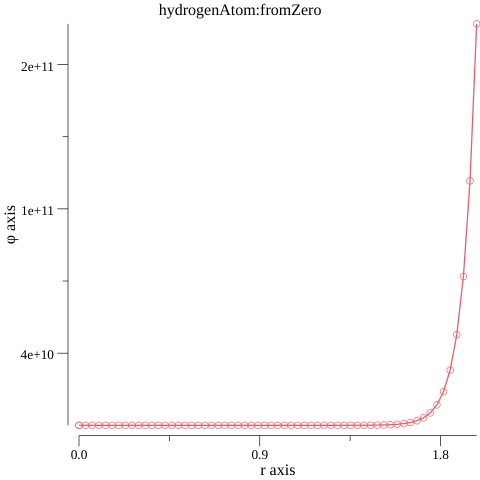 hydrogenAtom:fromZero
2e+11
1e+11
4e+10
φ axis
0.0
0.9
1.8
r axis